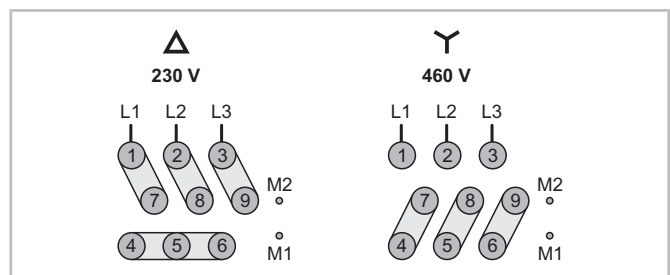 Δ Y
230 V 460 V
L1 L2 L3 L1 L2 L3
1 2 3 1 2 3
M2 M2
7 8 9 7 8 9
4 5 6 4 5 6
M1 M1